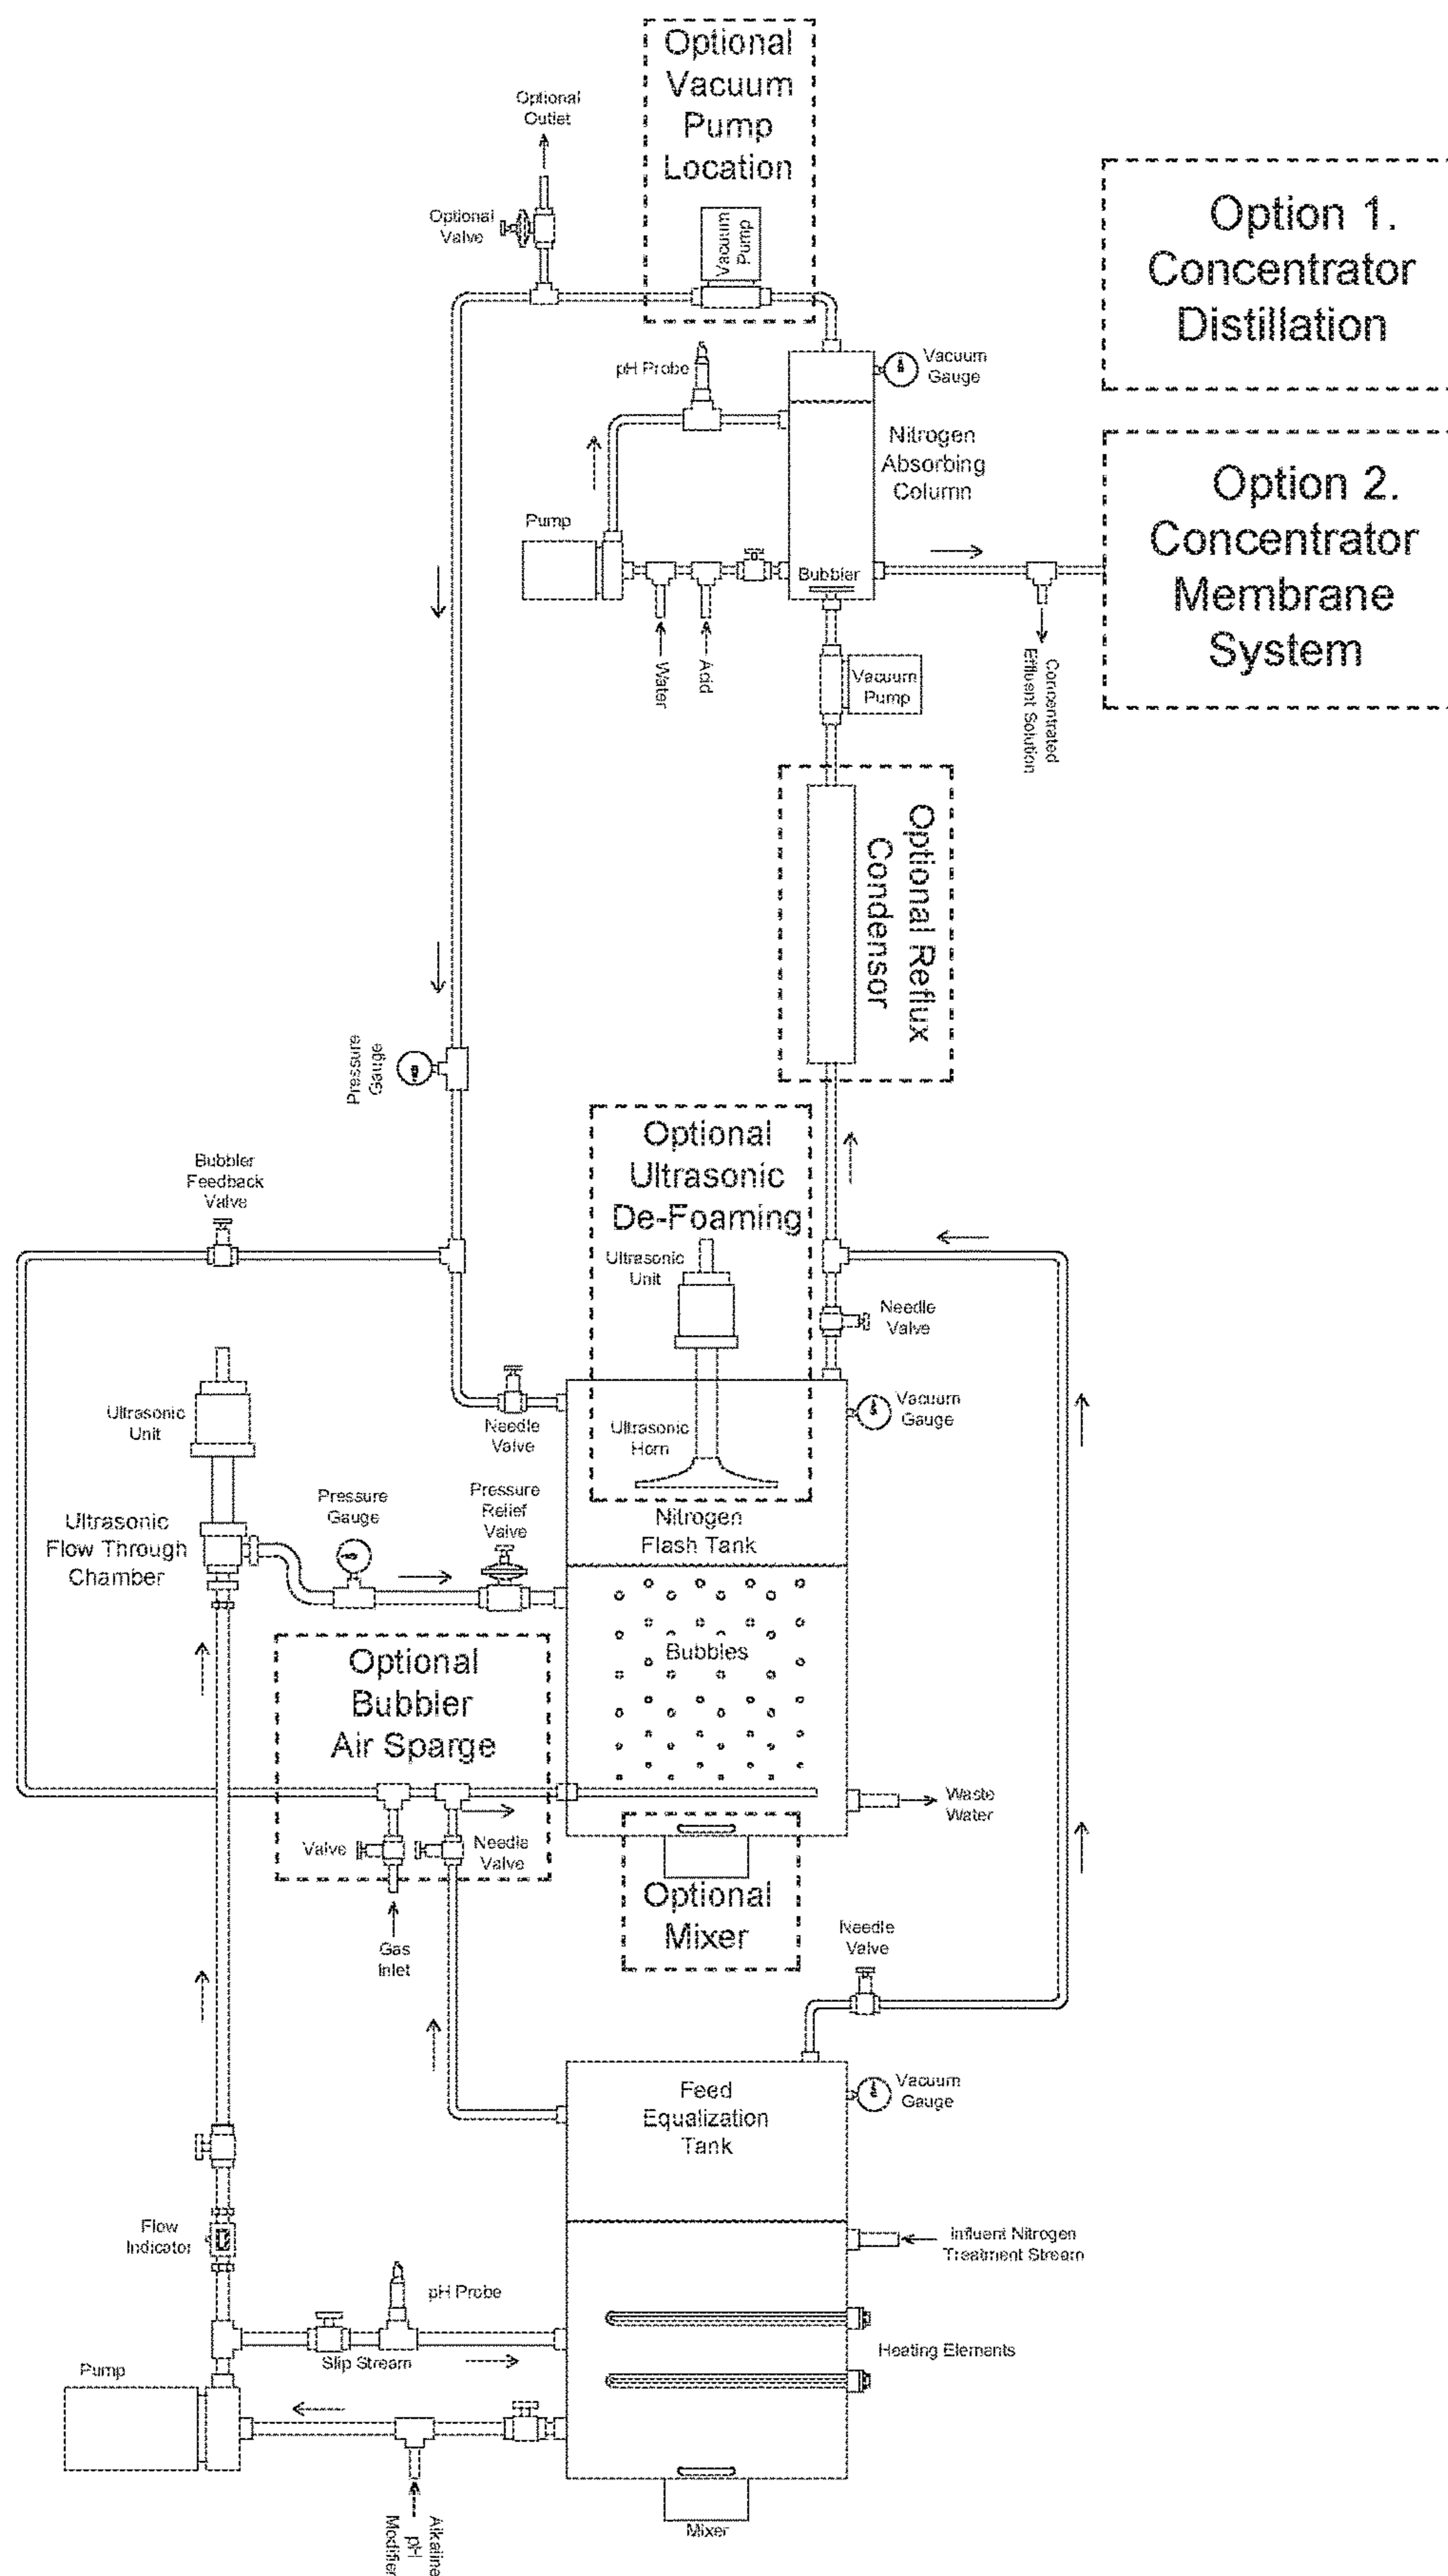 Optional
Vacuum
Pump
Location
Optional
Outlet
Optional
Valve
Vacuum
Pump
Option 1.
Concentrator
Distillation
pH Probe
Vacuum
Gauge
Nitrogen
Absorbing
Column
Option 2.
Concentrator
Membrane
System
Pump
Bubbler
Water
Acid
Vacuum
Pump
Concentrated
Effluent Solution
Optional Reflux
Condensor
Pressure
Gauge
Optional
Ultrasonic
De-Foaming
Bubbler
Feedback
Valve
Ultrasonic
Unit
Needle
Valve
Ultrasonic
Unit
Needle
Valve
Ultrasonic
Horn
Vacuum
Gauge
Ultrasonic
Flow Through
Chamber
Pressure
Gauge
Pressure
Relief
Valve
Nitrogen
Flash Tank
Optional
Bubbler
Air Sparge
Bubbles
Waste
Water
Valve
Needle
Valve
Optional
Mixer
Gas
Inlet
Needle
Valve
Feed
Equalization
Tank
Vacuum
Gauge
Flow
Indicator
Influent Nitrogen
Treatment Stream
pH Probe
Slip Stream
Heating Elements
Pump
Alkaline
pH
Modifier
Mixer